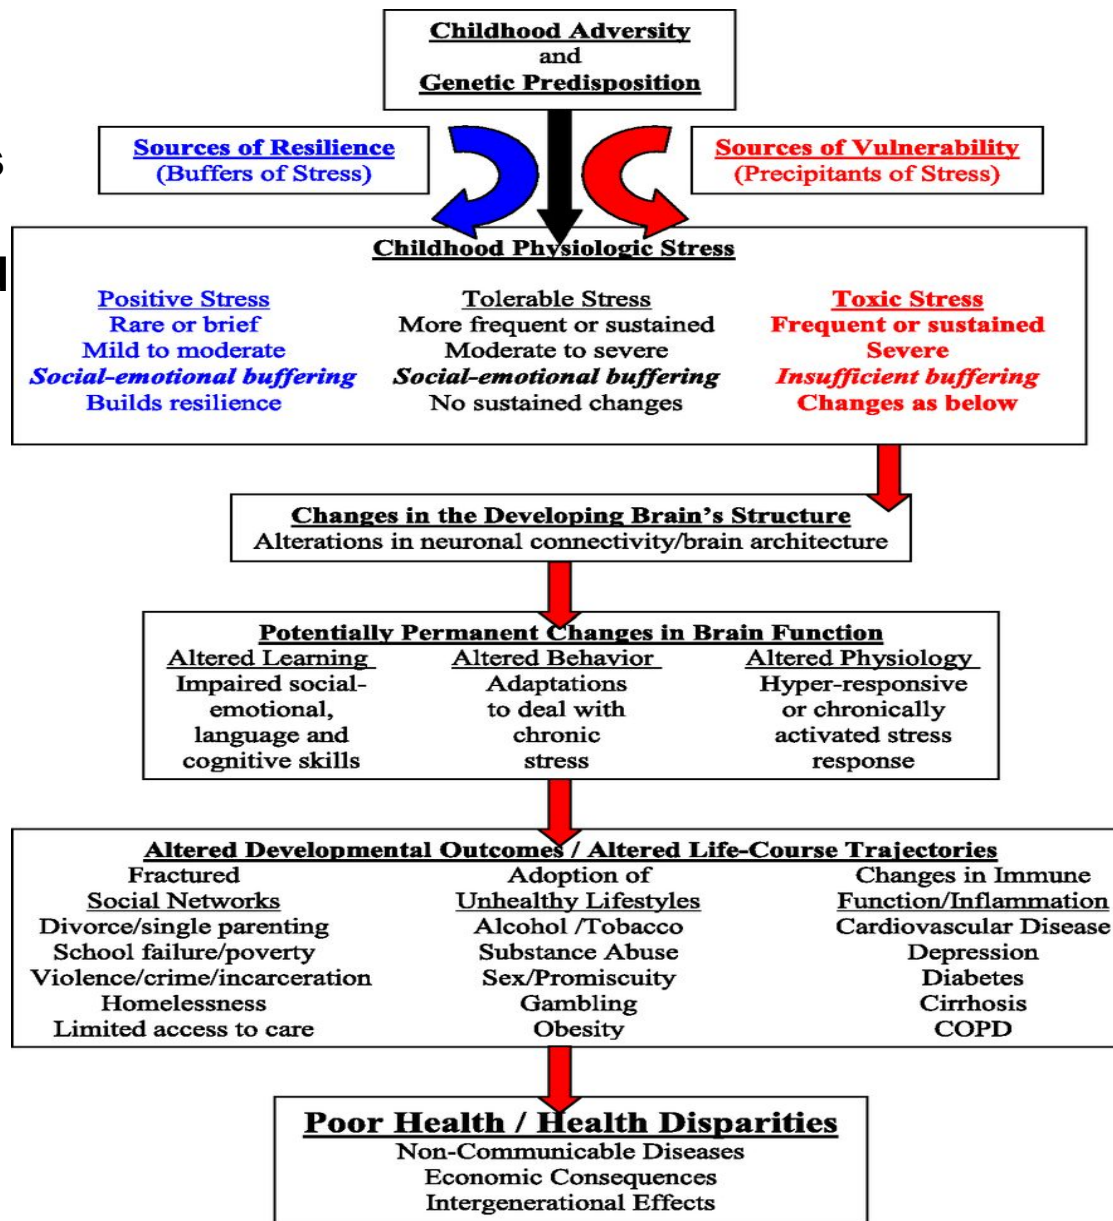 Childhood Adversity
and
Genetic Predisposition
s
Sources of Resilience
(Buffers of Stress)
Sources of Vulnerability
(Precipitants of Stress)
Childhood Physiologic Stress
Positive Stress
Rare or brief
Mild to moderate
Social-emotional buffering
Builds resilience
Tolerable Stress
More frequent or sustained
Moderate to severe
Social-emotional buffering
No sustained changes
Toxic Stress
Frequent or sustained
Severe
Insufficient buffering
Changes as below
Changes in the Developing Brain's Structure
Alterations in neuronal connectivity/brain architecture
Potentially Permanent Changes in Brain Function
Altered Learning
Impaired social-
emotional,
language and
cognitive skills
Altered Behavior
Adaptations
to deal with
chronic
stress
Altered Physiology
Hyper-responsive
or chronically
activated stress
response
Altered Developmental Outcomes / Altered Life-Course Trajectories
Fractured
Social Networks
Divorce/single parenting
School failure/poverty
Violence/crime/incarceration
Homelessness
Limited access to care
Adoption of
Unhealthy Lifestyles
Alcohol /Tobacco
Substance Abuse
Sex/Promiscuity
Gambling
Obesity
Changes in Immune
Function/Inflammation
Cardiovascular Disease
Depression
Diabetes
Cirrhosis
COPD
Poor Health / Health Disparities
Non-Communicable Diseases
Economic Consequences
Intergenerational Effects